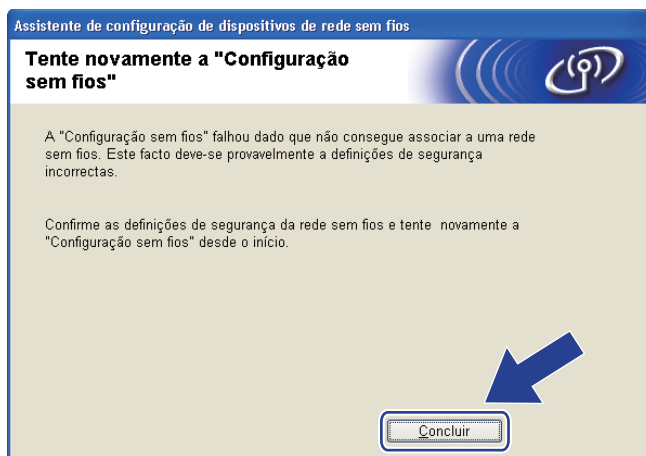 Assistente de configuração de dispositivos de rede sem fios
Tente novamente a "Configuração
sem fios"
A "Configuração sem fios" falhou dado que não consegue associar a uma rede
sem fios. Este facto deve-se provavelmente a definições de segurança
incorrectas.
Confirme as definições de segurança da rede sem fios e tente novamente a
"Configuração sem fios" desde o início.
Concluir